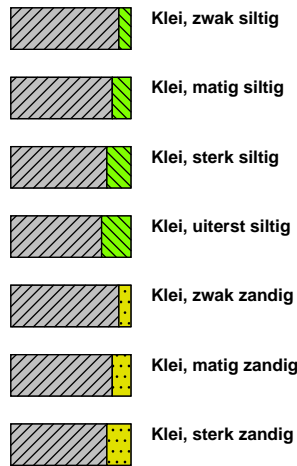 Klei, zwak siltig
Klei, matig siltig
Klei, sterk siltig
Klei, uiterst siltig
Klei, zwak zandig
Klei, matig zandig
Klei, sterk zandig